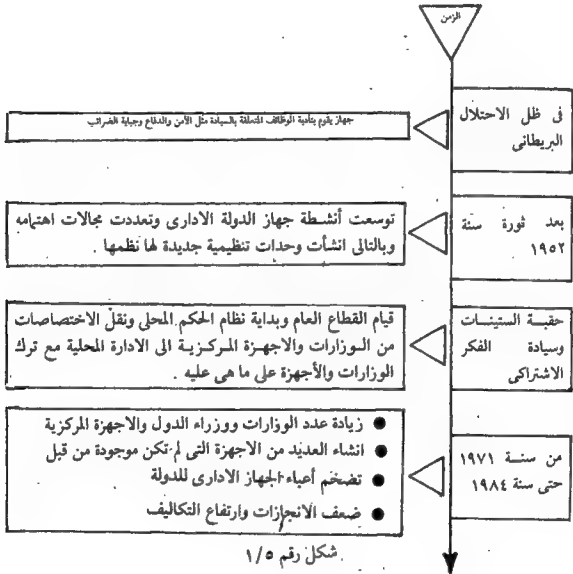 الزمن
فى ظل الاحتلال
البريطانى
جهاز يقوم بتأدية الوظائف المتعلقة بالسيادة مثل الأمن والدفاع وجباية الضرائب
بعد ثورة سنة
١٩٥٢
توسعت أنشطة جهاز الدولة الادارى وتعددت مجالات اهتمامه
وبالتالى انشأت وحدات تنظيمية جديدة لها نظمها .
حقبة الستينات
وسيادة الفكر
الاشتراكى
قيام القطاع العام وبداية نظام الحكم المحلى ونقل الاختصاصات
من الوزارات والاجهزة المركزية الى الادارة المحلية مع ترك
الوزارات والأجهزة على ما هى عليه .
من سنة ١٩٧١
حتى سنة ١٩٨٤
● زيادة عدد الوزارات ووزراء الدول والاجهزة المركزية
● انشاء العديد من الاجهزة التى لم تكن موجودة من قبل
● تضخم أعباء الجهاز الادارى للدولة
● ضعف الانجازات وارتفاع التكاليف
شكل رقم ١/٥